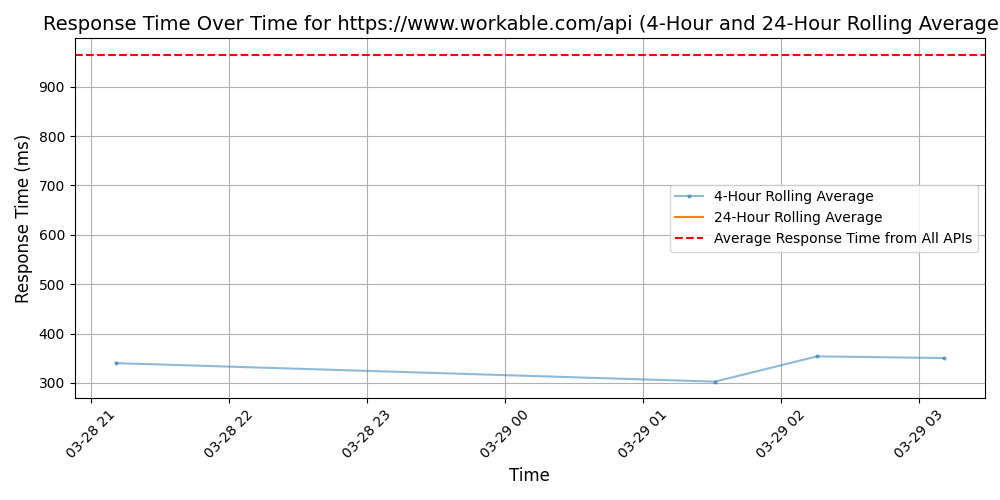 Response Time Over Time for https://www.workable.com/api (4-Hour and 24-Hour Rolling Average
Response Time (ms)
900
800
700
600
500
400
300
4-Hour Rolling Average
24-Hour Rolling Average
Average Response Time from All APIs
03-28 21
03-28 22
03-28 23
03-29 00
03-29 01
03-29 02
03-29 03
Time